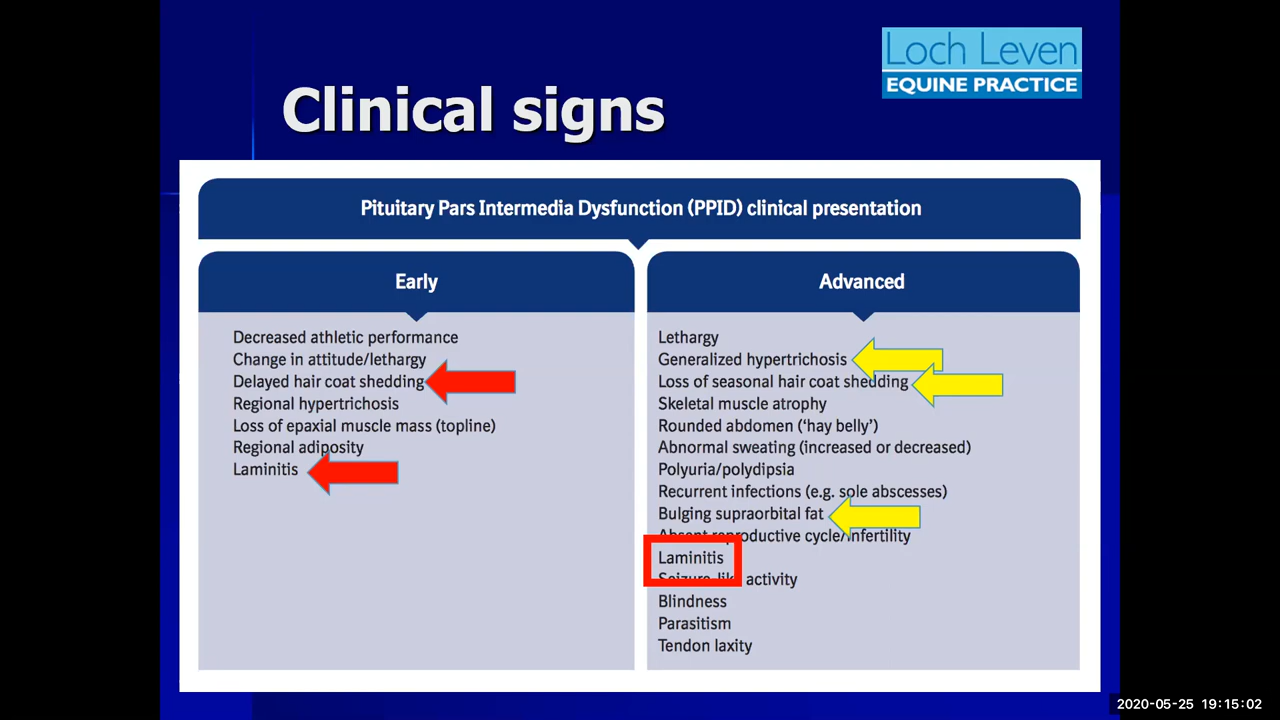 Loch Leven
EQUINE PRACTICE
Clinical signs
Pituitary Pars Intermedia Dysfunction (PPID) clinical presentation
Early
Decreased athletic performance
Change in attitude/lethargy
Delayed hair coat shedding
Regional hypertrichosis
Loss of epaxial muscle mass (topline)
Regional adiposity
Laminitis
Advanced
Lethargy
Generalized hypertrichosis
Loss of seasonal hair coat shedding
Skeletal muscle atrophy
Rounded abdomen (‘hay belly’)
Abnormal sweating (increased or decreased)
Polyuria/polydipsia
Recurrent infections (e.g. sole abscesses)
Bulging supraorbital fat
Absent reproductive cycle/infertility
Laminitis
Seizure-like activity
Blindness
Parasitism
Tendon laxity
2020-05-25 19:15:02